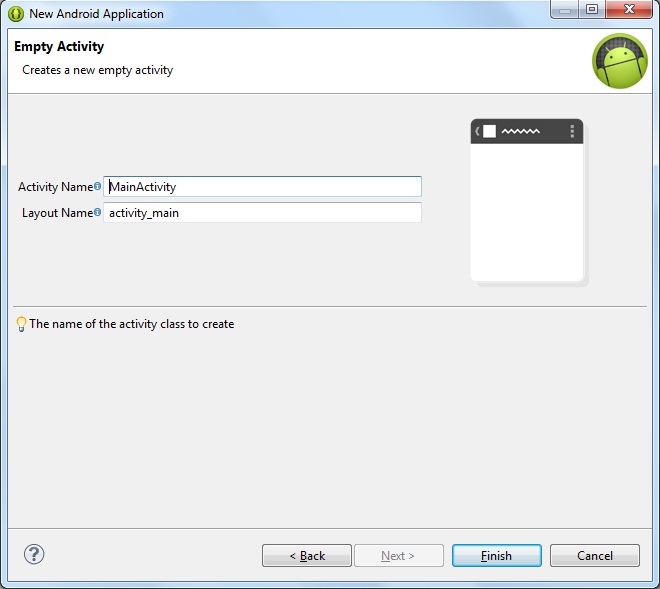 New Android Application
Empty Activity
Creates a new empty activity
Activity Name
MainActivity
Layout Name
activity_main
The name of the activity class to create
?
< Back
Next >
Finish
Cancel